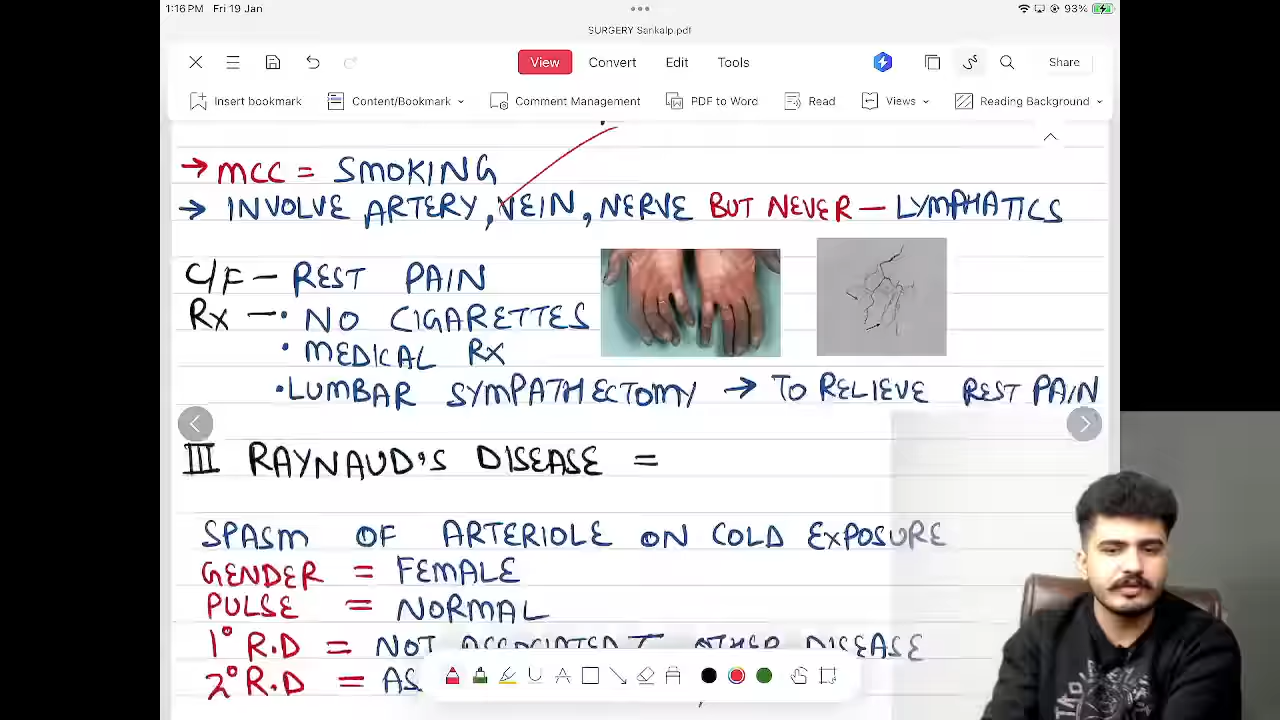 1:16 PM Fri 19 Jan
93%
SURGERY Sankalp.pdf
View Convert Edit Tools Share
Insert bookmark Content/Bookmark Comment Management PDF to Word Read Views Reading Background
→ MCC = SMOKING
→ INVOLVE ARTERY, VEIN, NERVE BUT NEVER — LYMPHATICS
C/F — REST PAIN
Rx — • NO CIGARETTES
• MEDICAL RX
• LUMBAR SYMPATHECTOMY → TO RELIEVE REST PAIN
III RAYNAUD'S DISEASE =
SPASM OF ARTERIOLE ON COLD EXPOSURE
GENDER = FEMALE
PULSE = NORMAL
1° R.D = NOT ASSOCIATED OTHER DISEASE
2° R.D = AS